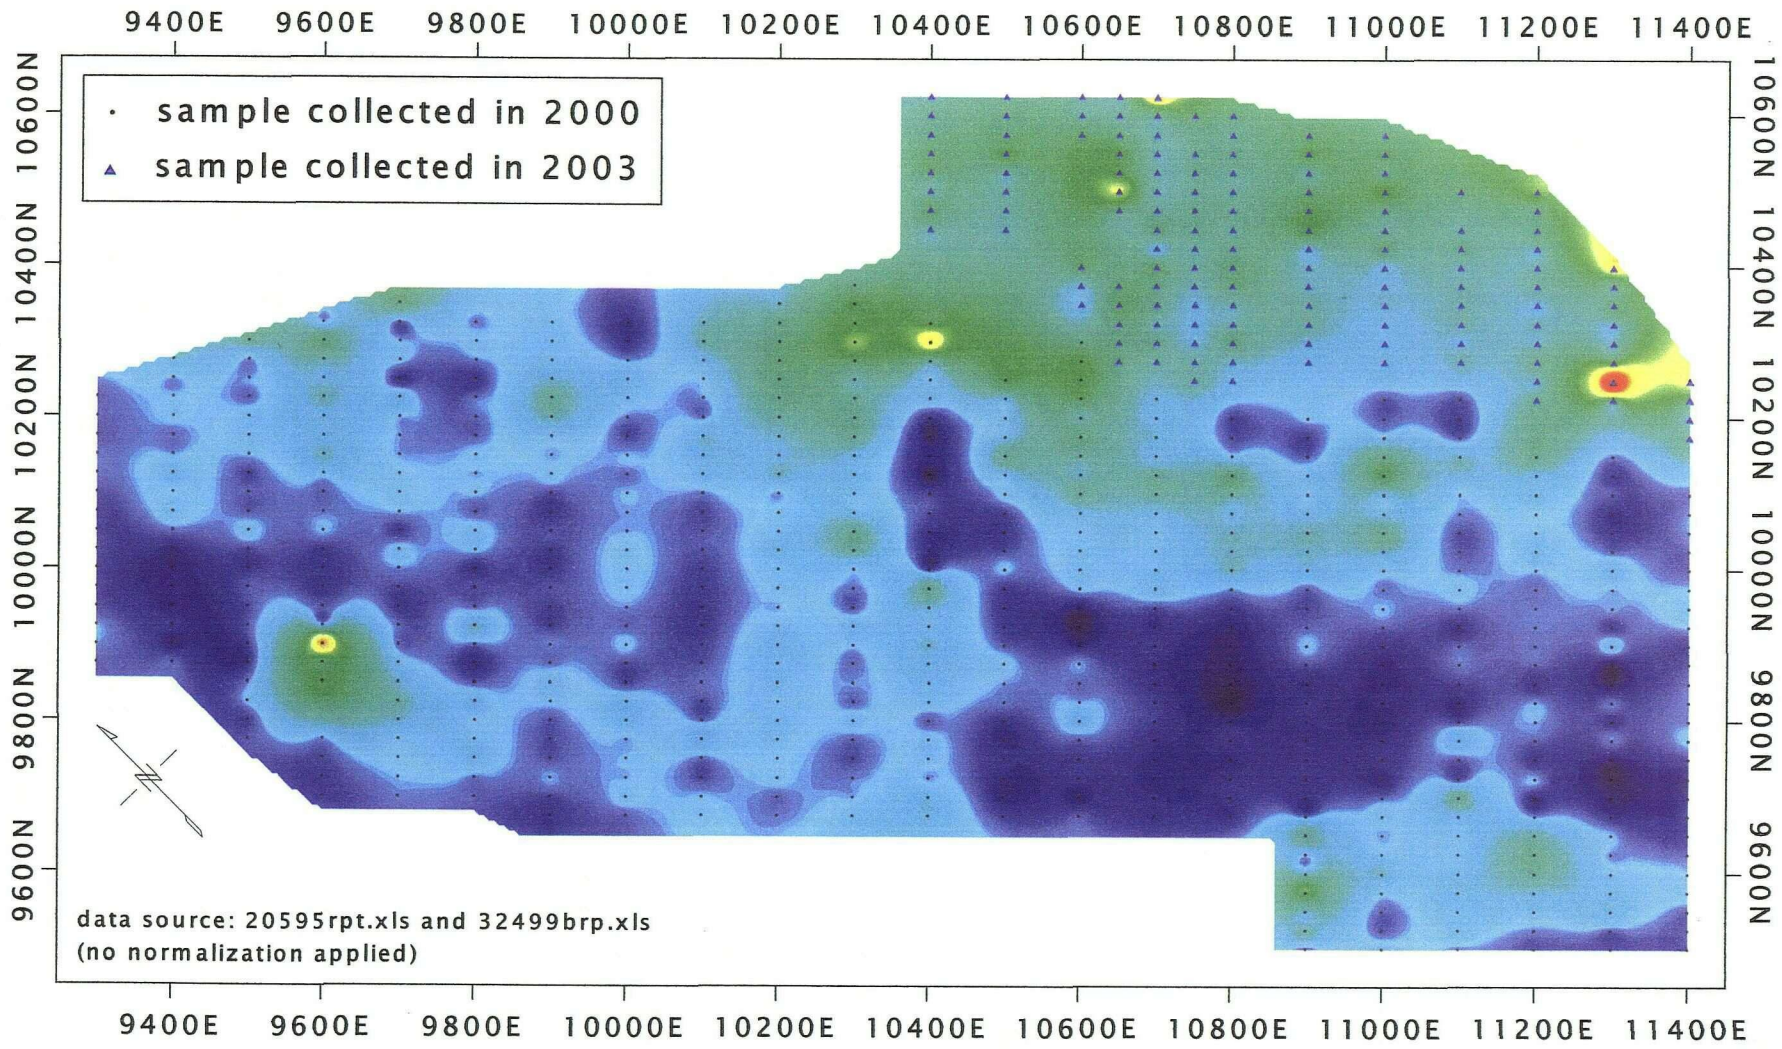 9400E 9600E 9800E 10000E 10200E 10400E 10600E 10800E 11000E 11200E 11400E
sample collected in 2000
sample collected in 2003
10600N
10400N
10200N
10000N
9800N
9600N
10600N
10400N
10200N
10000N
9800N
9600N
data source: 20595rpt.xls and 32499brp.xls
(no normalization applied)
9400E 9600E 9800E 10000E 10200E 10400E 10600E 10800E 11000E 11200E 11400E